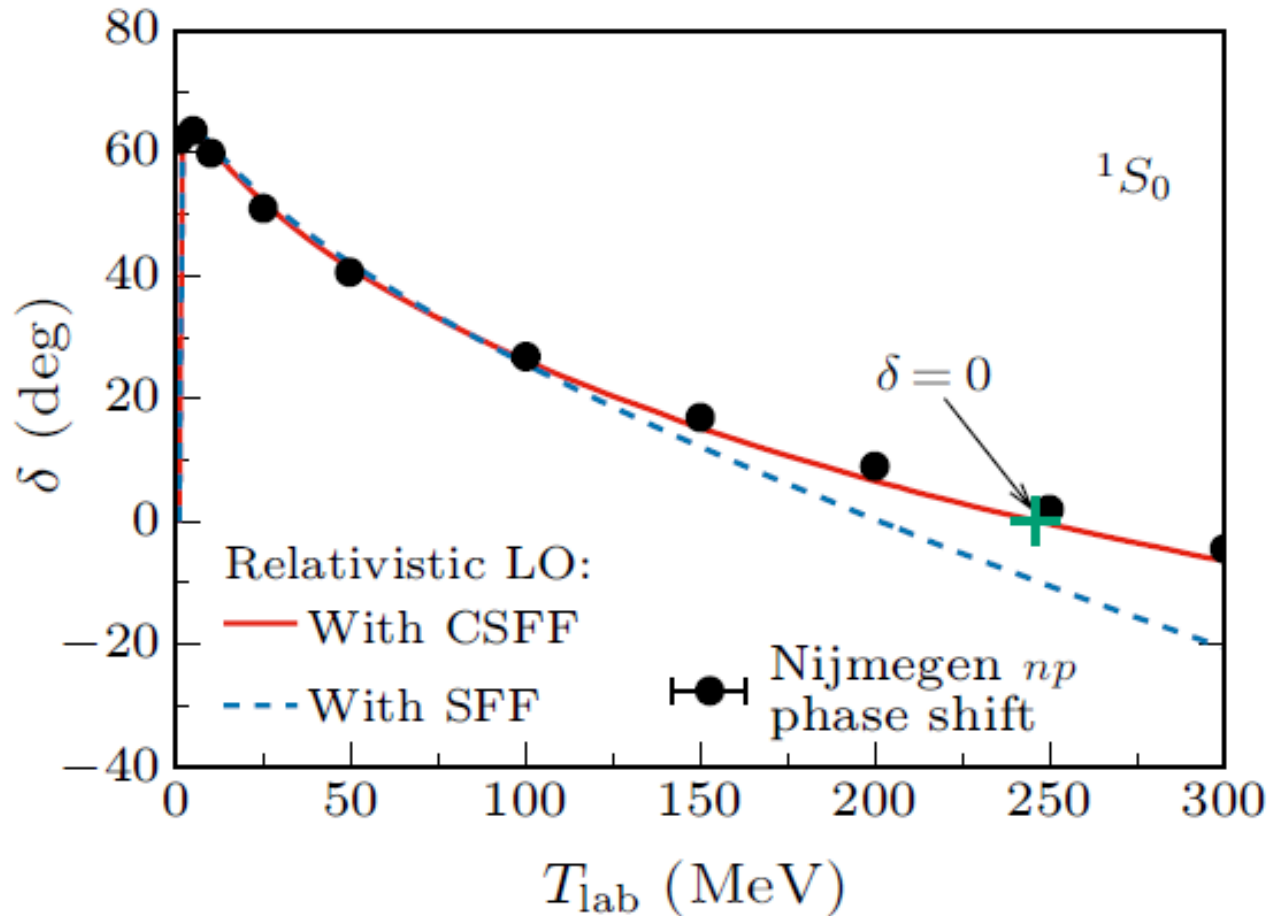 80
60
40
20
0
−20
−40
δ (deg)
¹S₀
δ = 0
Relativistic LO:
With CSFF
With SFF
Nijmegen np
phase shift
0 50 100 150 200 250 300
T_lab (MeV)